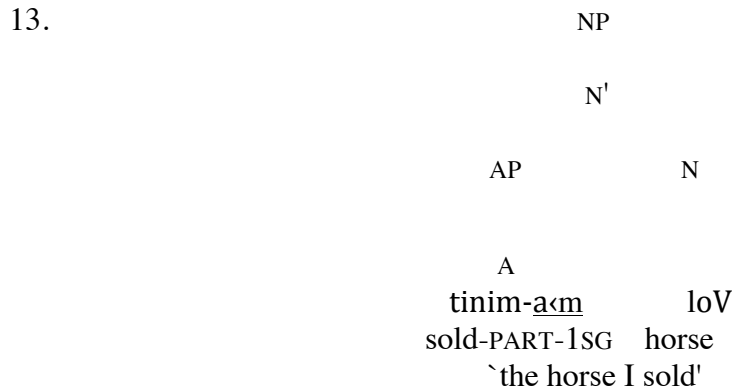 13. NP
N'
AP N
A
tinim-a‹m loV
sold-PART-1SG horse
`the horse I sold'